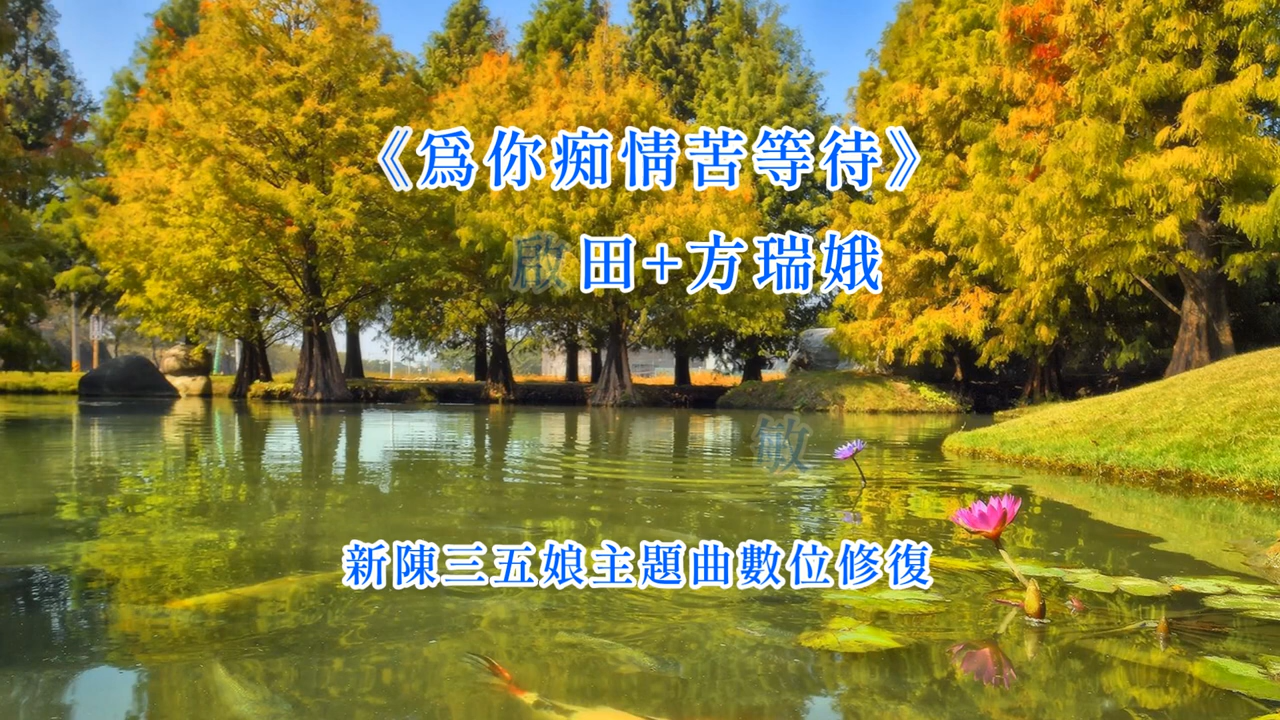 《爲你痴情苦等待》
啟田+方瑞娥
敏
新陳三五娘主題曲數位修復